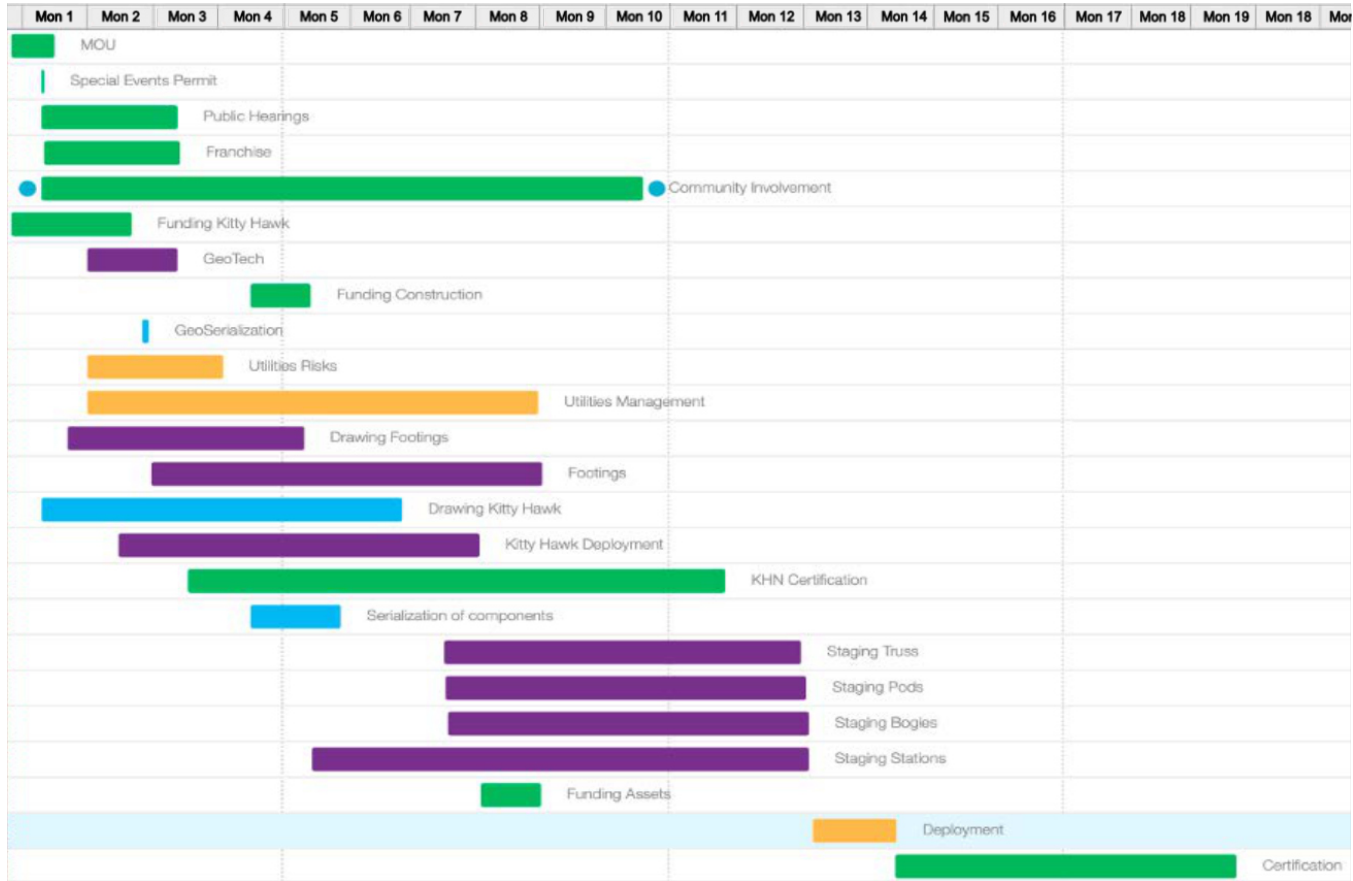 Mon 1 Mon 2 Mon 3 Mon 4 Mon 5 Mon 6 Mon 7 Mon 8 Mon 9 Mon 10 Mon 11 Mon 12 Mon 13 Mon 14 Mon 15 Mon 16 Mon 17 Mon 18 Mon 19 Mon 18
MOU
Special Events Permit
Public Hearings
Franchise
Community Involvement
Funding Kitty Hawk
GeoTech
Funding Construction
GeoSerialization
Utilities Risks
Utilities Management
Drawing Footings
Footings
Drawing Kitty Hawk
Kitty Hawk Deployment
KHN Certification
Serialization of components
Staging Truss
Staging Pods
Staging Bogies
Staging Stations
Funding Assets
Deployment
Certification